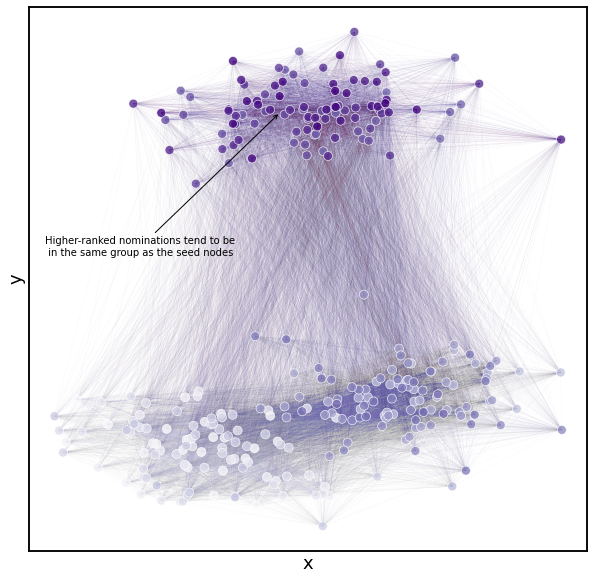 Higher-ranked nominations tend to be
in the same group as the seed nodes
y
x